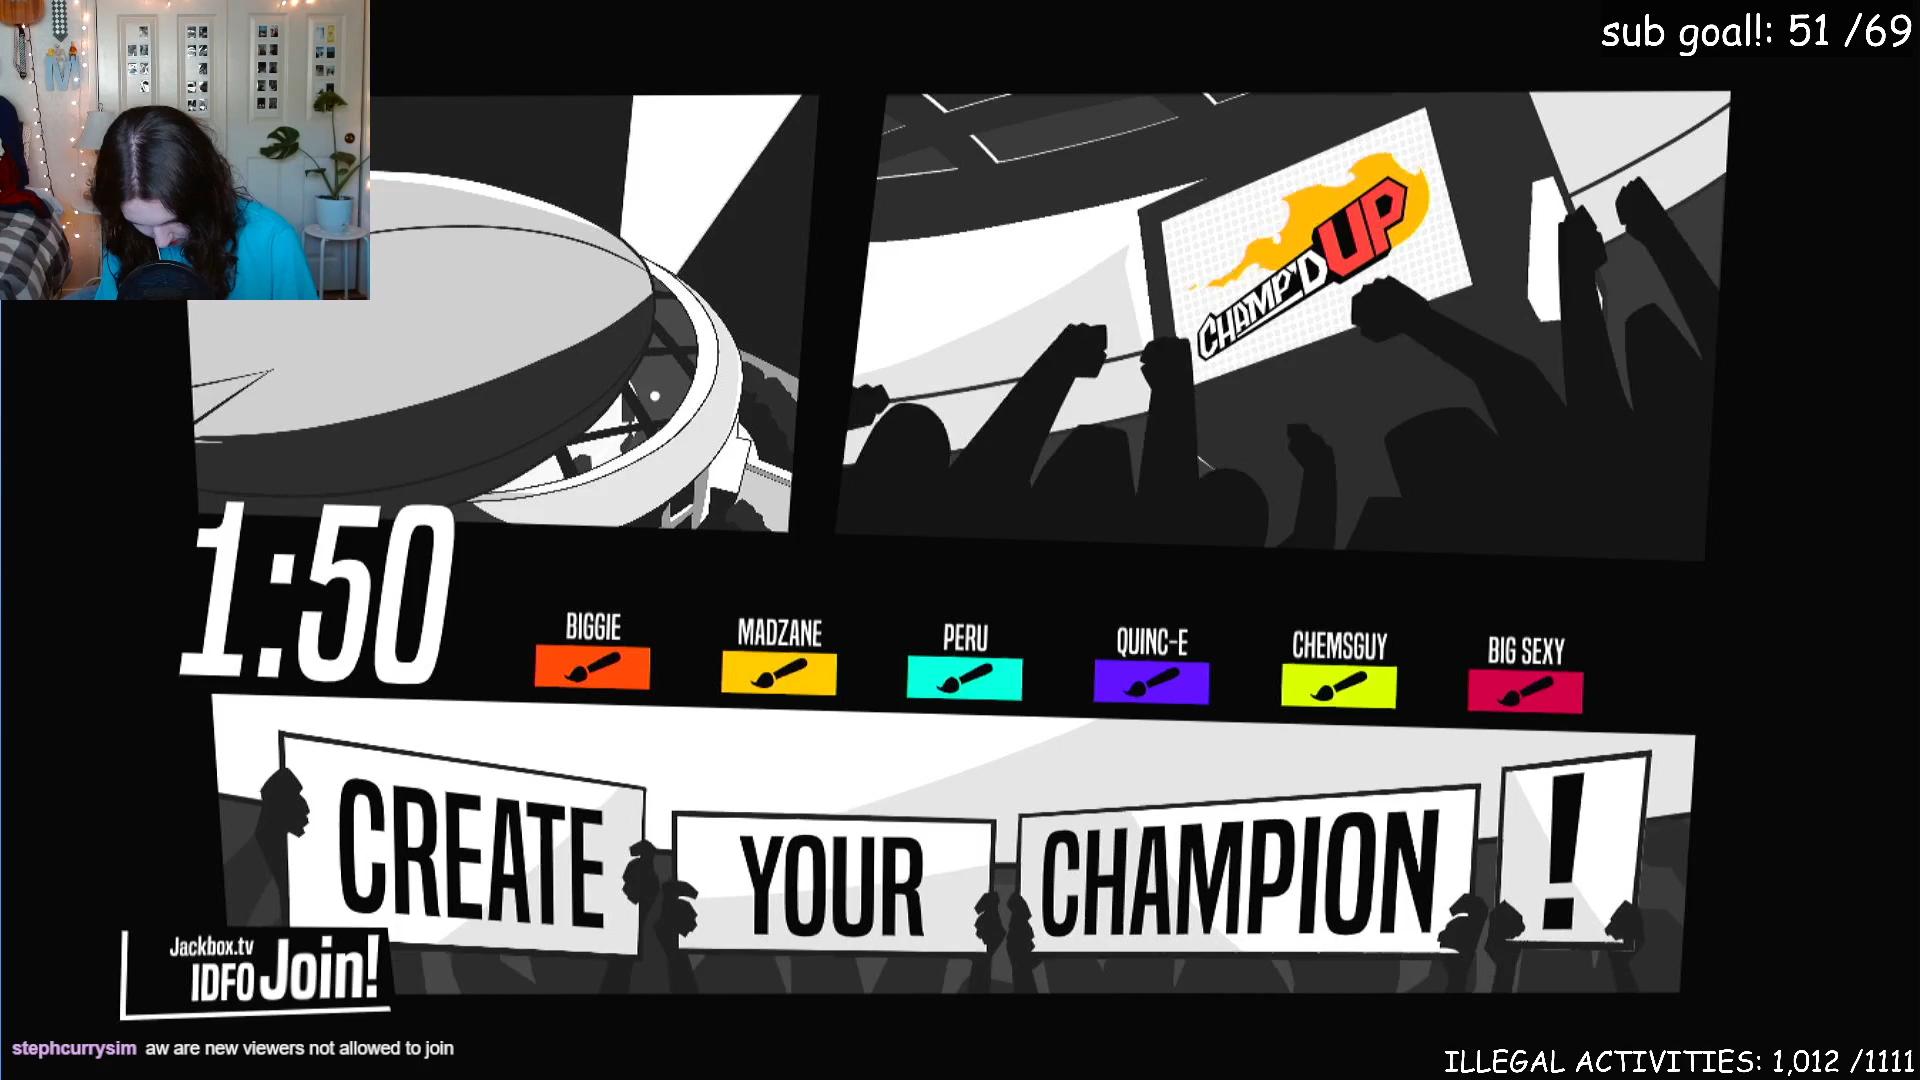 sub goal!: 51 /69
CHAMP'D UP
1:50
BIGGIE
MADZANE
PERU
QUINC-E
CHEMSGUY
BIG SEXY
CREATE YOUR CHAMPION !
Jackbox.tv
IDFO Join!
stephcurrysim aw are new viewers not allowed to join
ILLEGAL ACTIVITIES: 1,012 /1111